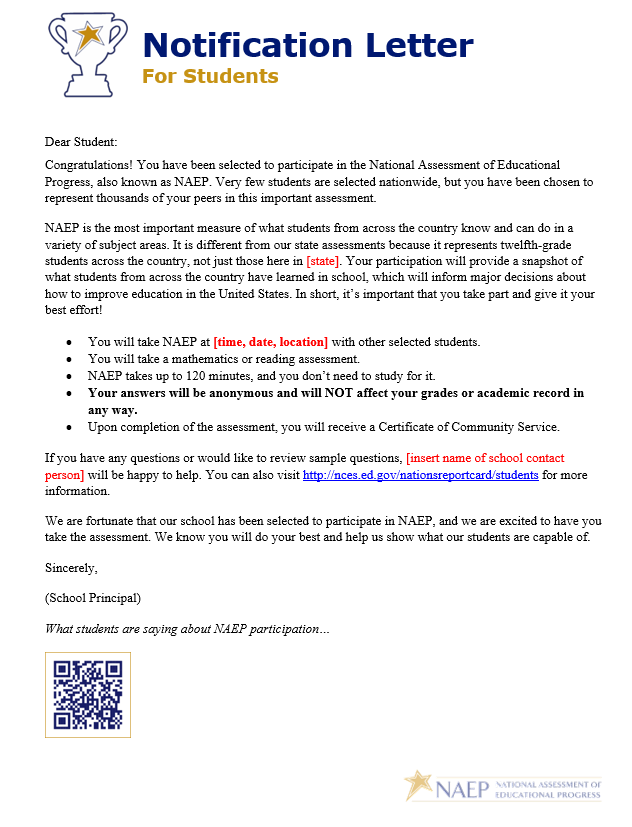 Notification Letter
For Students
Dear Student:
Congratulations! You have been selected to participate in the National Assessment of Educational
Progress, also known as NAEP. Very few students are selected nationwide, but you have been chosen to
represent thousands of your peers in this important assessment.
NAEP is the most important measure of what students from across the country know and can do in a
variety of subject areas. It is different from our state assessments because it represents twelfth-grade
students across the country, not just those here in [state]. Your participation will provide a snapshot of
what students from across the country have learned in school, which will inform major decisions about
how to improve education in the United States. In short, it’s important that you take part and give it your
best effort!
• You will take NAEP at [time, date, location] with other selected students.
• You will take a mathematics or reading assessment.
• NAEP takes up to 120 minutes, and you don’t need to study for it.
• Your answers will be anonymous and will NOT affect your grades or academic record in
any way.
• Upon completion of the assessment, you will receive a Certificate of Community Service.
If you have any questions or would like to review sample questions, [insert name of school contact
person] will be happy to help. You can also visit http://nces.ed.gov/nationsreportcard/students for more
information.
We are fortunate that our school has been selected to participate in NAEP, and we are excited to have you
take the assessment. We know you will do your best and help us show what our students are capable of.
Sincerely,
(School Principal)
What students are saying about NAEP participation…
NAEP NATIONAL ASSESSMENT OF
EDUCATIONAL PROGRESS